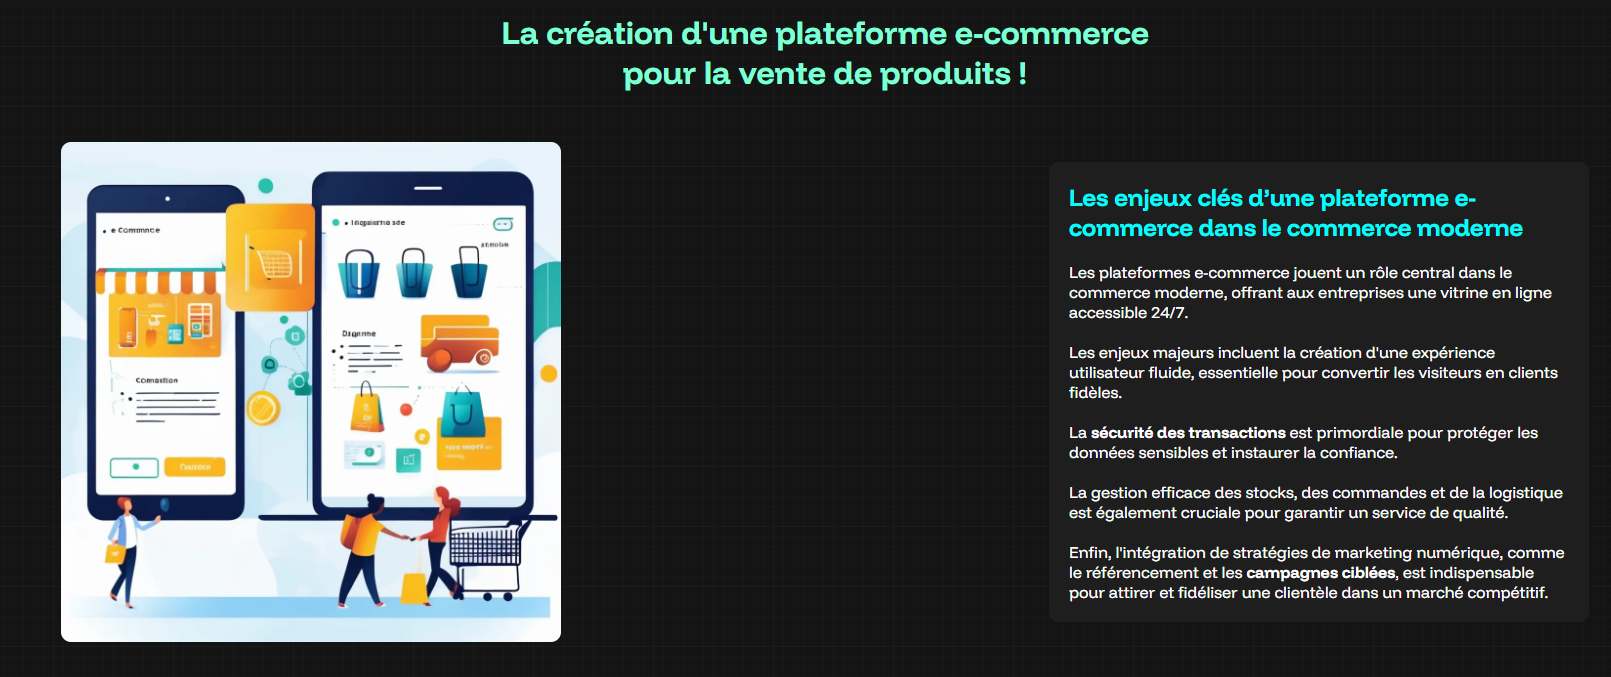 La création d'une plateforme e-commerce
pour la vente de produits !
e Commnce
Dagrme
Les enjeux clés d’une plateforme e-
commerce dans le commerce moderne
Les plateformes e-commerce jouent un rôle central dans le
commerce moderne, offrant aux entreprises une vitrine en ligne
accessible 24/7.
Les enjeux majeurs incluent la création d'une expérience
utilisateur fluide, essentielle pour convertir les visiteurs en clients
fidèles.
La sécurité des transactions est primordiale pour protéger les
données sensibles et instaurer la confiance.
La gestion efficace des stocks, des commandes et de la logistique
est également cruciale pour garantir un service de qualité.
Enfin, l'intégration de stratégies de marketing numérique, comme
le référencement et les campagnes ciblées, est indispensable
pour attirer et fidéliser une clientèle dans un marché compétitif.